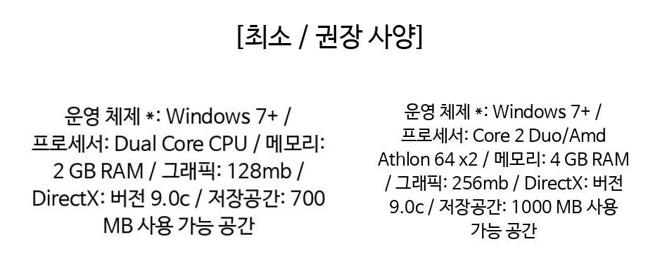 [최소 / 권장 사양]
운영 체제 *: Windows 7+ /
프로세서: Dual Core CPU / 메모리:
2 GB RAM / 그래픽: 128mb /
DirectX: 버전 9.0c / 저장공간: 700
MB 사용 가능 공간
운영 체제 *: Windows 7+ /
프로세서: Core 2 Duo/Amd
Athlon 64 x2 / 메모리: 4 GB RAM
/ 그래픽: 256mb / DirectX: 버전
9.0c / 저장공간: 1000 MB 사용
가능 공간